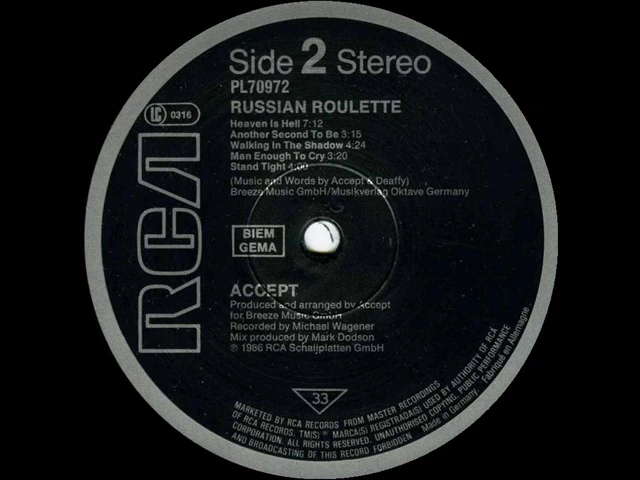 Side 2 Stereo
PL70972
RUSSIAN ROULETTE
LC 0316
Heaven Is Hell 7:12
Another Second To Be 3:15
Walking In The Shadow 4:24
Man Enough To Cry 3:20
Stand Tight 4:00
(Music and Words by Accept & Deaffy)
Breeze Music GmbH/Musikverlag Oktave Germany
RCA
BIEM
GEMA
ACCEPT
Produced and arranged by Accept
for Breeze Music GmbH
Recorded by Michael Wagener
Mix produced by Mark Dodson
℗ 1986 RCA Schallplatten GmbH
33
MARKETED BY RCA RECORDS FROM MASTER RECORDINGS
OF RCA RECORDS. TM(S) ® MARCA(S) REGISTRADA(S) USED BY AUTHORITY OF RCA
CORPORATION. ALL RIGHTS RESERVED. UNAUTHORISED COPYING, PUBLIC PERFORMANCE
AND BROADCASTING OF THIS RECORD FORBIDDEN
Made in Germany. Fabriqué en Allemagne